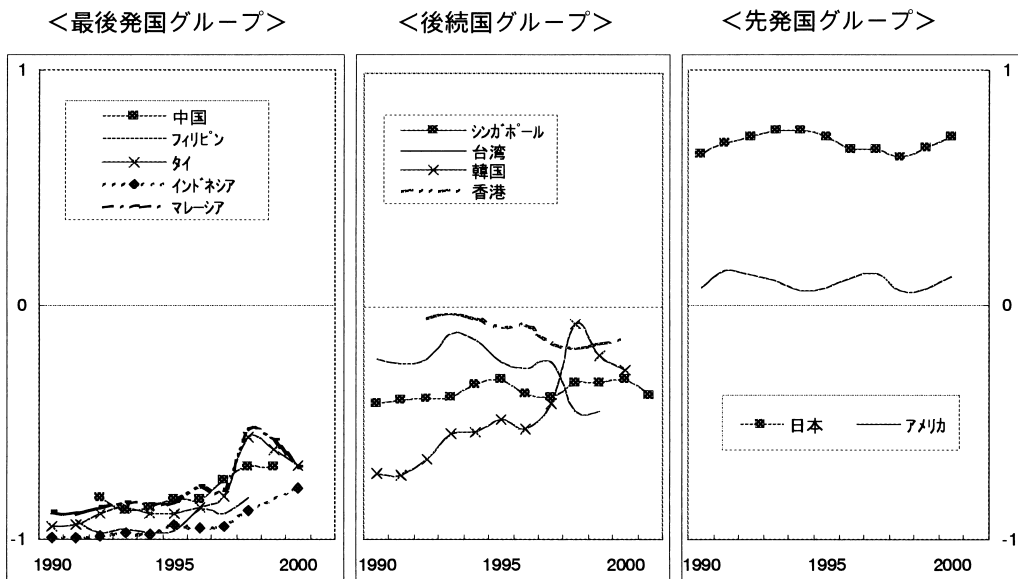 ＜最後発国グループ＞
＜後続国グループ＞
＜先発国グループ＞
1
0
-1
中国
フィリピン
タイ
インドネシア
マレーシア
1990 1995 2000
シンガポール
台湾
韓国
香港
1990 1995 2000
日本 アメリカ
1990 1995 2000
1
0
-1